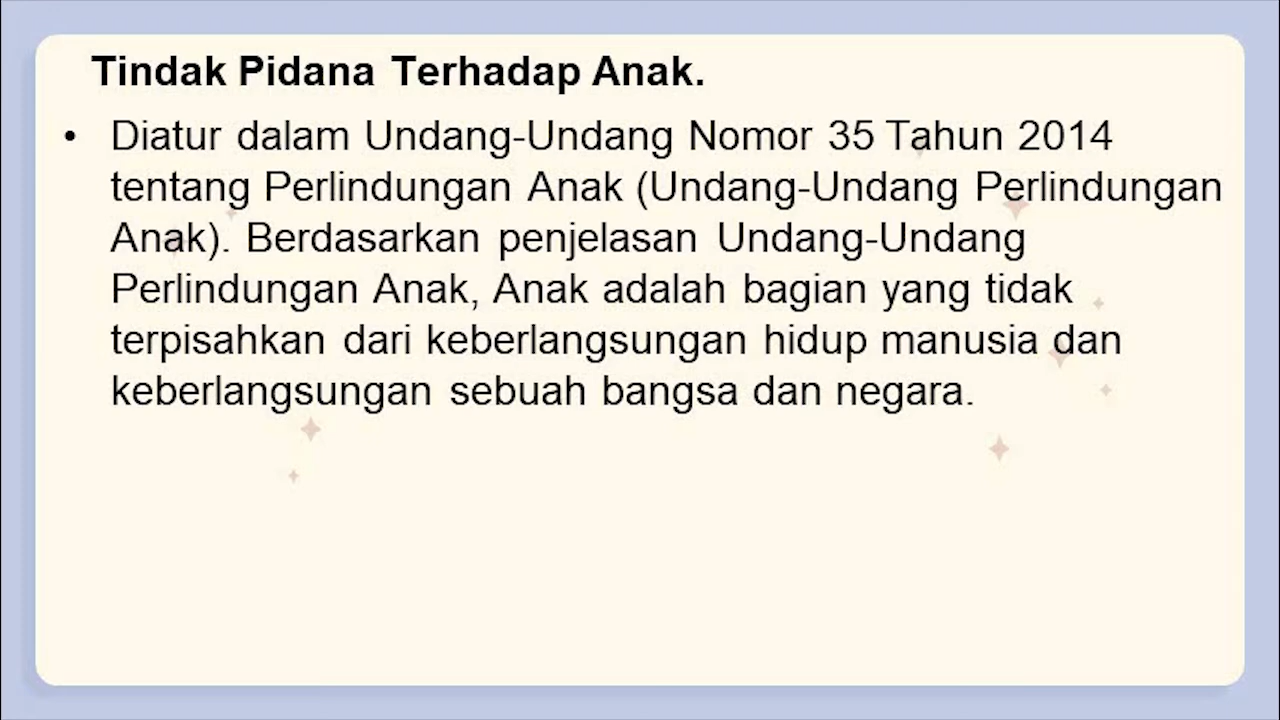 Tindak Pidana Terhadap Anak.
• Diatur dalam Undang-Undang Nomor 35 Tahun 2014
tentang Perlindungan Anak (Undang-Undang Perlindungan
Anak). Berdasarkan penjelasan Undang-Undang
Perlindungan Anak, Anak adalah bagian yang tidak
terpisahkan dari keberlangsungan hidup manusia dan
keberlangsungan sebuah bangsa dan negara.